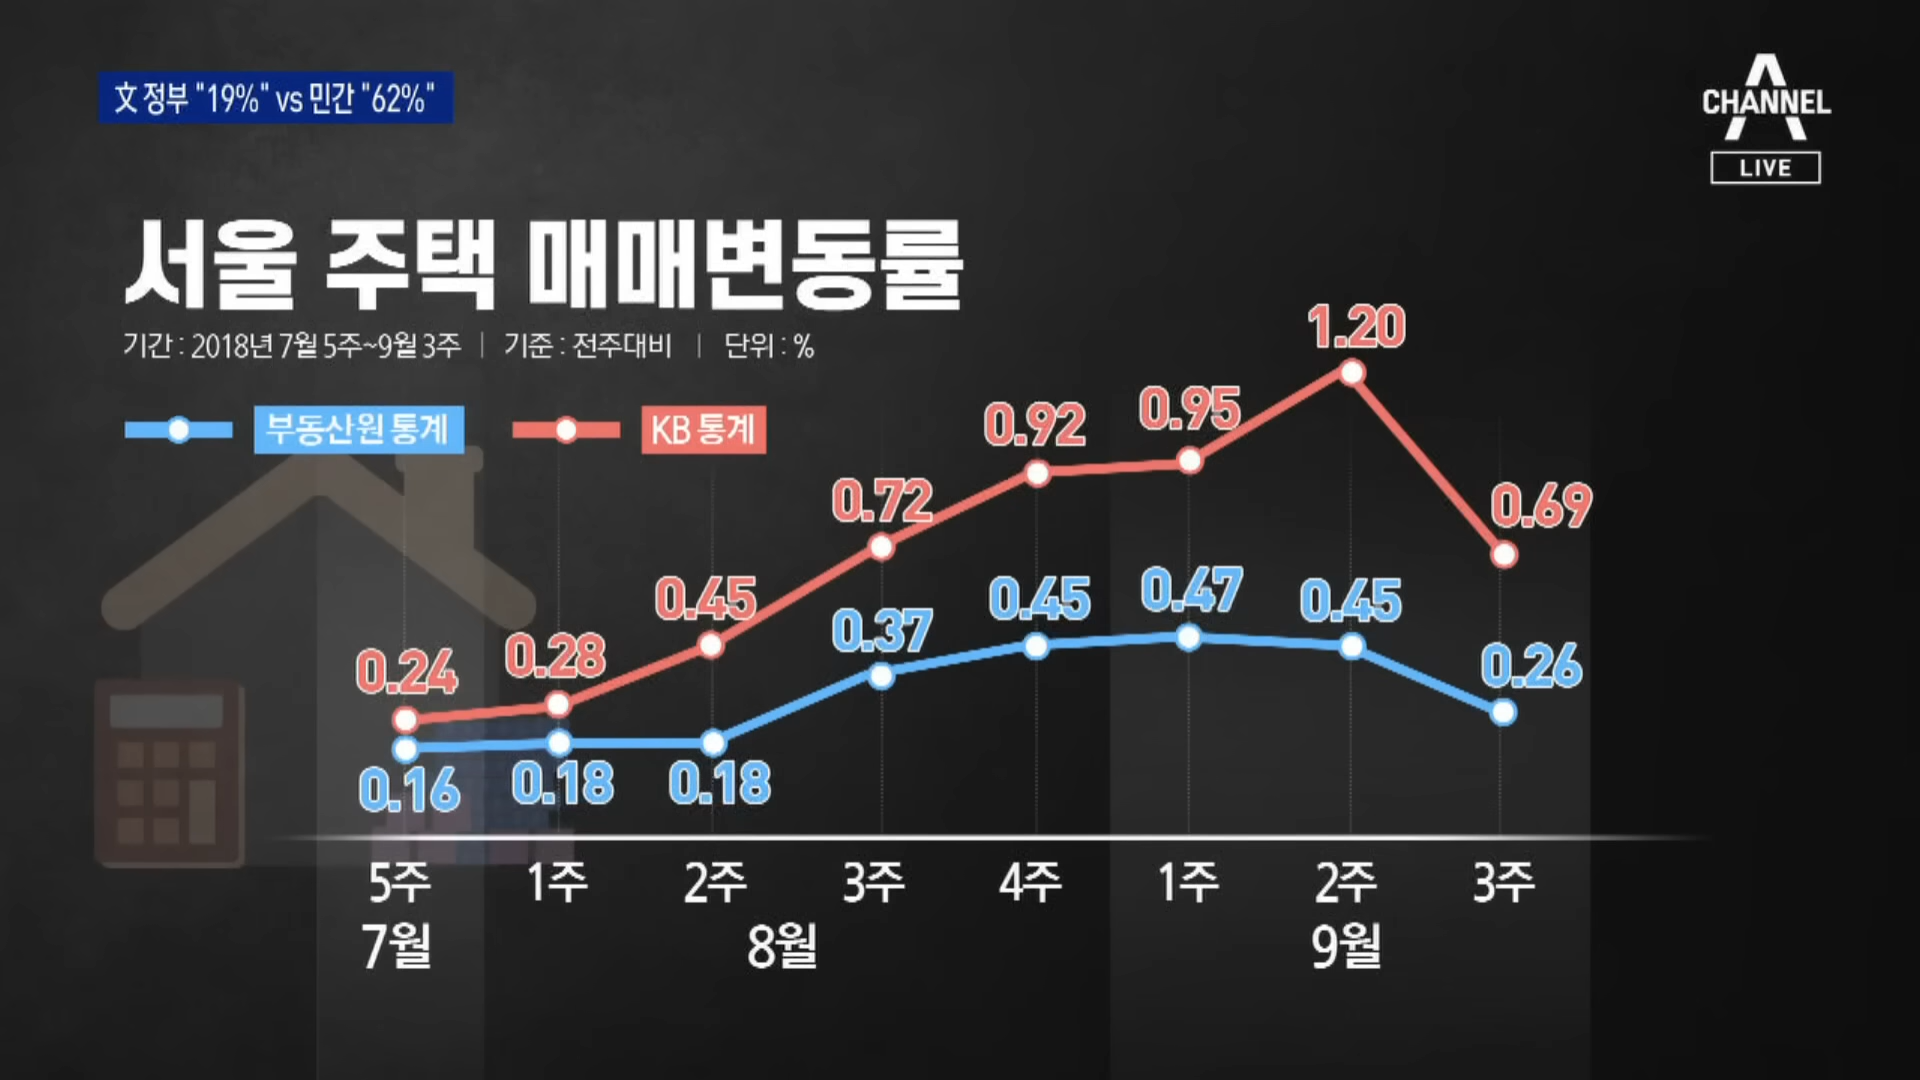 文 정부 "19%" vs 민간 "62%"
CHANNEL A
LIVE
서울 주택 매매변동률
기간 : 2018년 7월 5주~9월 3주 | 기준 : 전주대비 | 단위 : %
부동산원 통계 KB 통계
0.24 0.28 0.45 0.72 0.92 0.95 1.20 0.69
0.16 0.18 0.18 0.37 0.45 0.47 0.45 0.26
5주 1주 2주 3주 4주 1주 2주 3주
7월 8월 9월